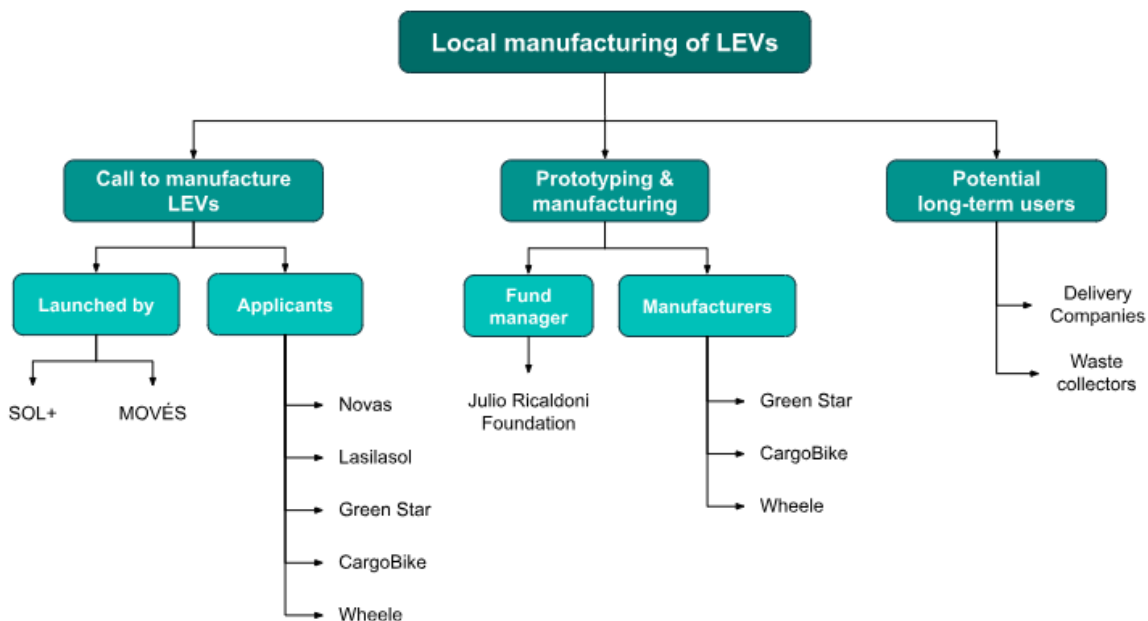 Local manufacturing of LEVs
Call to manufacture
LEVs
Prototyping &
manufacturing
Potential
long-term users
Launched by
Applicants
Fund
manager
Manufacturers
Delivery
Companies
Waste
collectors
SOL+
MOVÉS
Novas
Lasilasol
Green Star
CargoBike
Wheele
Julio Ricaldoni
Foundation
Green Star
CargoBike
Wheele